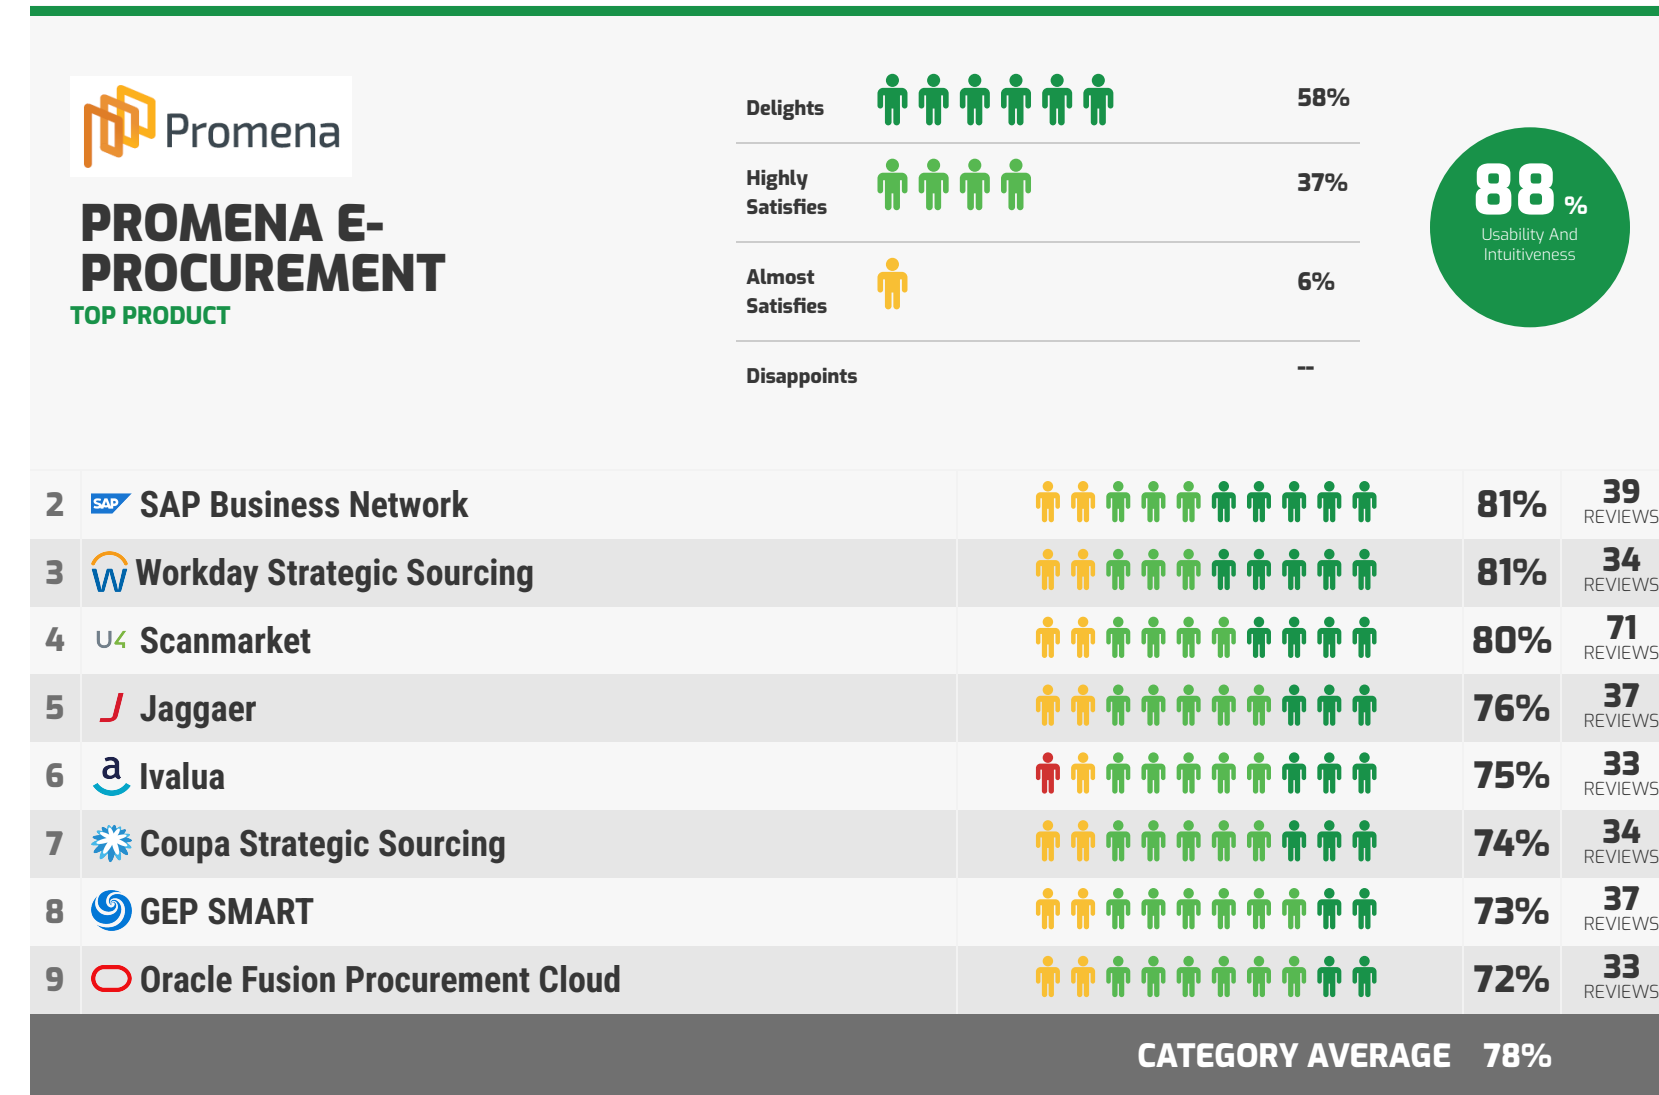 Promena
PROMENA E-
PROCUREMENT
TOP PRODUCT
Delights 58%
Highly
Satisfies 37%
Almost
Satisfies 6%
Disappoints --
88 %
Usability And
Intuitiveness
2 SAP SAP Business Network 81% 39
REVIEWS
3 W Workday Strategic Sourcing 81% 34
REVIEWS
4 U4 Scanmarket 80% 71
REVIEWS
5 J Jaggaer 76% 37
REVIEWS
6 a Ivalua 75% 33
REVIEWS
7 Coupa Strategic Sourcing 74% 34
REVIEWS
8 GEP SMART 73% 37
REVIEWS
9 Oracle Fusion Procurement Cloud 72% 33
REVIEWS
CATEGORY AVERAGE 78%